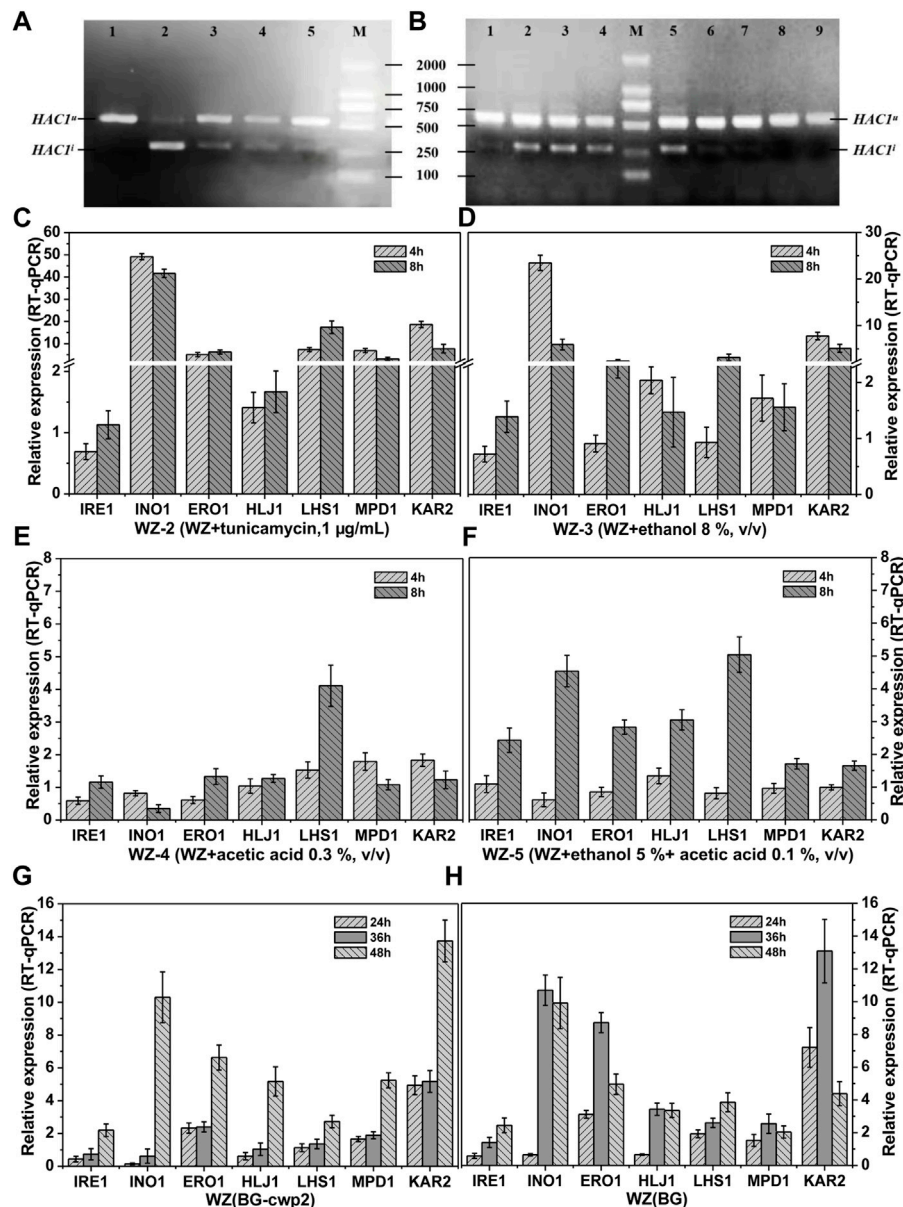 A
1 2 3 4 5 M
HAC1ᵘ
HAC1ⁱ
2000
1000
750
500
250
100
B
1 2 3 4 M 5 6 7 8 9
HAC1ᵘ
HAC1ⁱ
C
Relative expression (RT-qPCR)
60
50
40
30
20
10
2
1
0
4h
8h
IRE1 INO1 ERO1 HLJ1 LHS1 MPD1 KAR2
WZ-2 (WZ+tunicamycin,1 µg/mL)
D
4h
8h
30
20
10
2
1
0
Relative expression (RT-qPCR)
IRE1 INO1 ERO1 HLJ1 LHS1 MPD1 KAR2
WZ-3 (WZ+ethanol 8 %, v/v)
E
Relative expression (RT-qPCR)
8
7
6
5
4
3
2
1
0
4h
8h
IRE1 INO1 ERO1 HLJ1 LHS1 MPD1 KAR2
WZ-4 (WZ+acetic acid 0.3 %, v/v)
F
4h
8h
8
7
6
5
4
3
2
1
0
Relative expression (RT-qPCR)
IRE1 INO1 ERO1 HLJ1 LHS1 MPD1 KAR2
WZ-5 (WZ+ethanol 5 %+ acetic acid 0.1 %, v/v)
G
Relative expression (RT-qPCR)
16
14
12
10
8
6
4
2
0
24h
36h
48h
IRE1 INO1 ERO1 HLJ1 LHS1 MPD1 KAR2
WZ(BG-cwp2)
H
24h
36h
48h
16
14
12
10
8
6
4
2
0
Relative expression (RT-qPCR)
IRE1 INO1 ERO1 HLJ1 LHS1 MPD1 KAR2
WZ(BG)